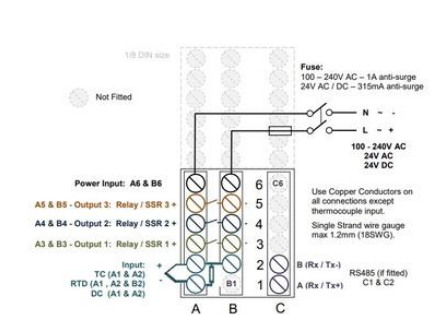 1/8 DIN size
Not Fitted
Fuse:
100 – 240V AC – 1A anti-surge
24V AC / DC – 315mA anti-surge
N ~ -
L ~ +
100 - 240V AC
24V AC
24V DC
Power Input: A6 & B6
A5 & B5 - Output 3: Relay / SSR 3 +
A4 & B4 - Output 2: Relay / SSR 2 +
A3 & B3 - Output 1: Relay / SSR 1 +
Input: +
TC (A1 & A2)
RTD (A1 , A2 & B2)
DC (A1 & A2) -
6 C6
5
4
3
2
1
B1
A B C
Use Copper Conductors on
all connections except
thermocouple input.
Single Strand wire gauge
max 1.2mm (18SWG).
B (Rx / Tx-)
A (Rx / Tx+)
RS485 (if fitted)
C1 & C2